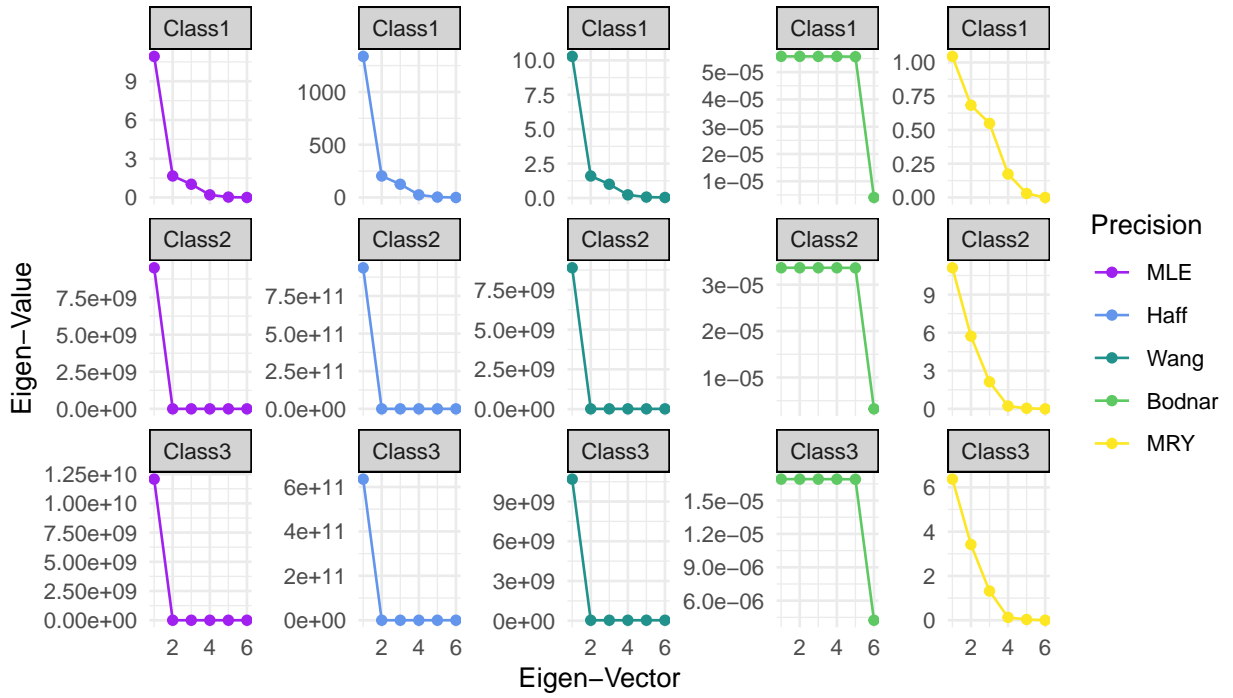 Class1
Class1
Class1
Class1
Class1
9
6
3
0
1000
500
0
10.0
7.5
5.0
2.5
0.0
5e−05
4e−05
3e−05
2e−05
1e−05
1.00
0.75
0.50
0.25
0.00
Class2
Class2
Class2
Class2
Class2
7.5e+09
5.0e+09
2.5e+09
0.0e+00
7.5e+11
5.0e+11
2.5e+11
0.0e+00
7.5e+09
5.0e+09
2.5e+09
0.0e+00
3e−05
2e−05
1e−05
9
6
3
0
Class3
Class3
Class3
Class3
Class3
1.25e+10
1.00e+10
7.50e+09
5.00e+09
2.50e+09
0.00e+00
6e+11
4e+11
2e+11
0e+00
9e+09
6e+09
3e+09
0e+00
1.5e−05
1.2e−05
9.0e−06
6.0e−06
6
4
2
0
2 4 6
2 4 6
2 4 6
2 4 6
2 4 6
Eigen−Vector
Eigen−Value
Precision
MLE
Haff
Wang
Bodnar
MRY